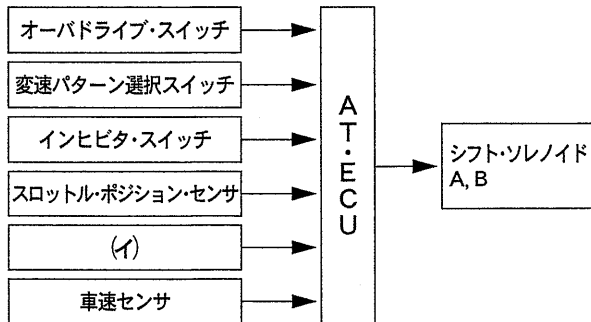 オーバドライブ・スイッチ
変速パターン選択スイッチ
インヒビタ・スイッチ
スロットル・ポジション・センサ
(イ)
車速センサ
AT・ECU
シフト・ソレノイド
A, B